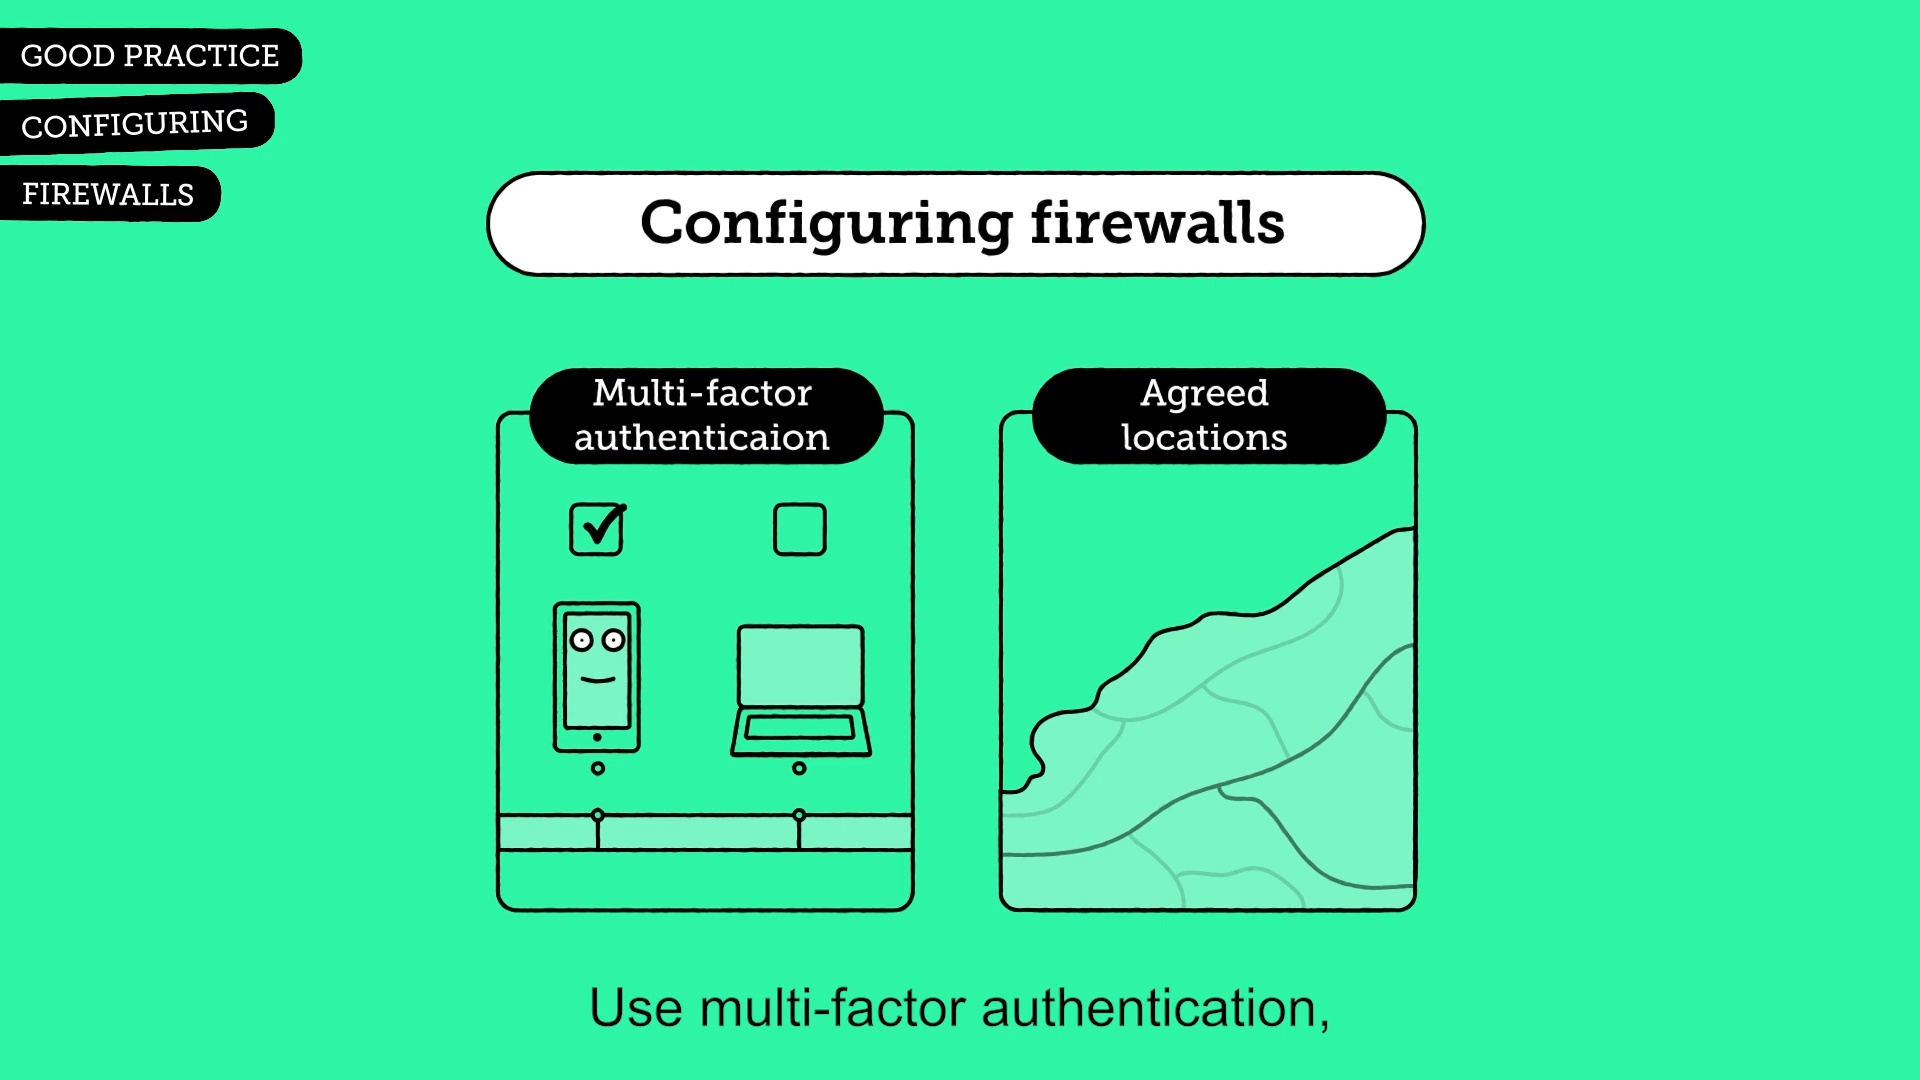 GOOD PRACTICE
CONFIGURING
FIREWALLS
Configuring firewalls
Multi-factor
authenticaion
Agreed
locations
Use multi-factor authentication,